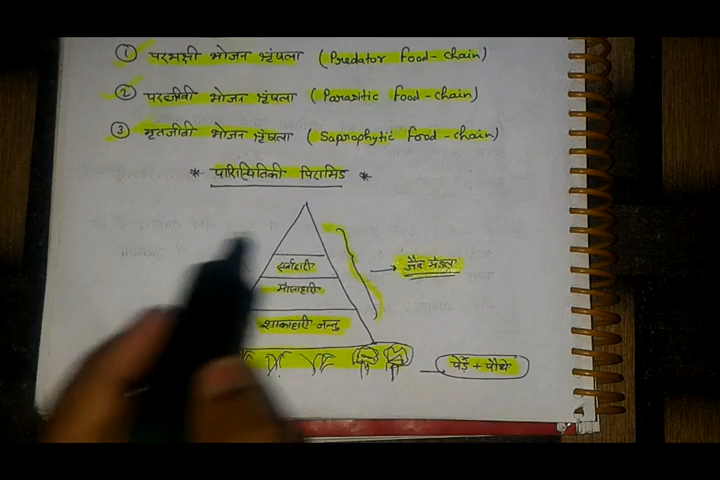 ① परभक्षी भोजन श्रृंखला (Predator food-chain)
② परजीवी भोजन श्रृंखला (Parasitic food-chain)
③ मृतजीवी भोजन श्रृंखला (Saprophytic food-chain)
* पारिस्थितिकी पिरामिड *
सर्वाहारी
जैव मंडल
मांसाहारी
शाकाहारी जन्तु
पेड़ + पौधे